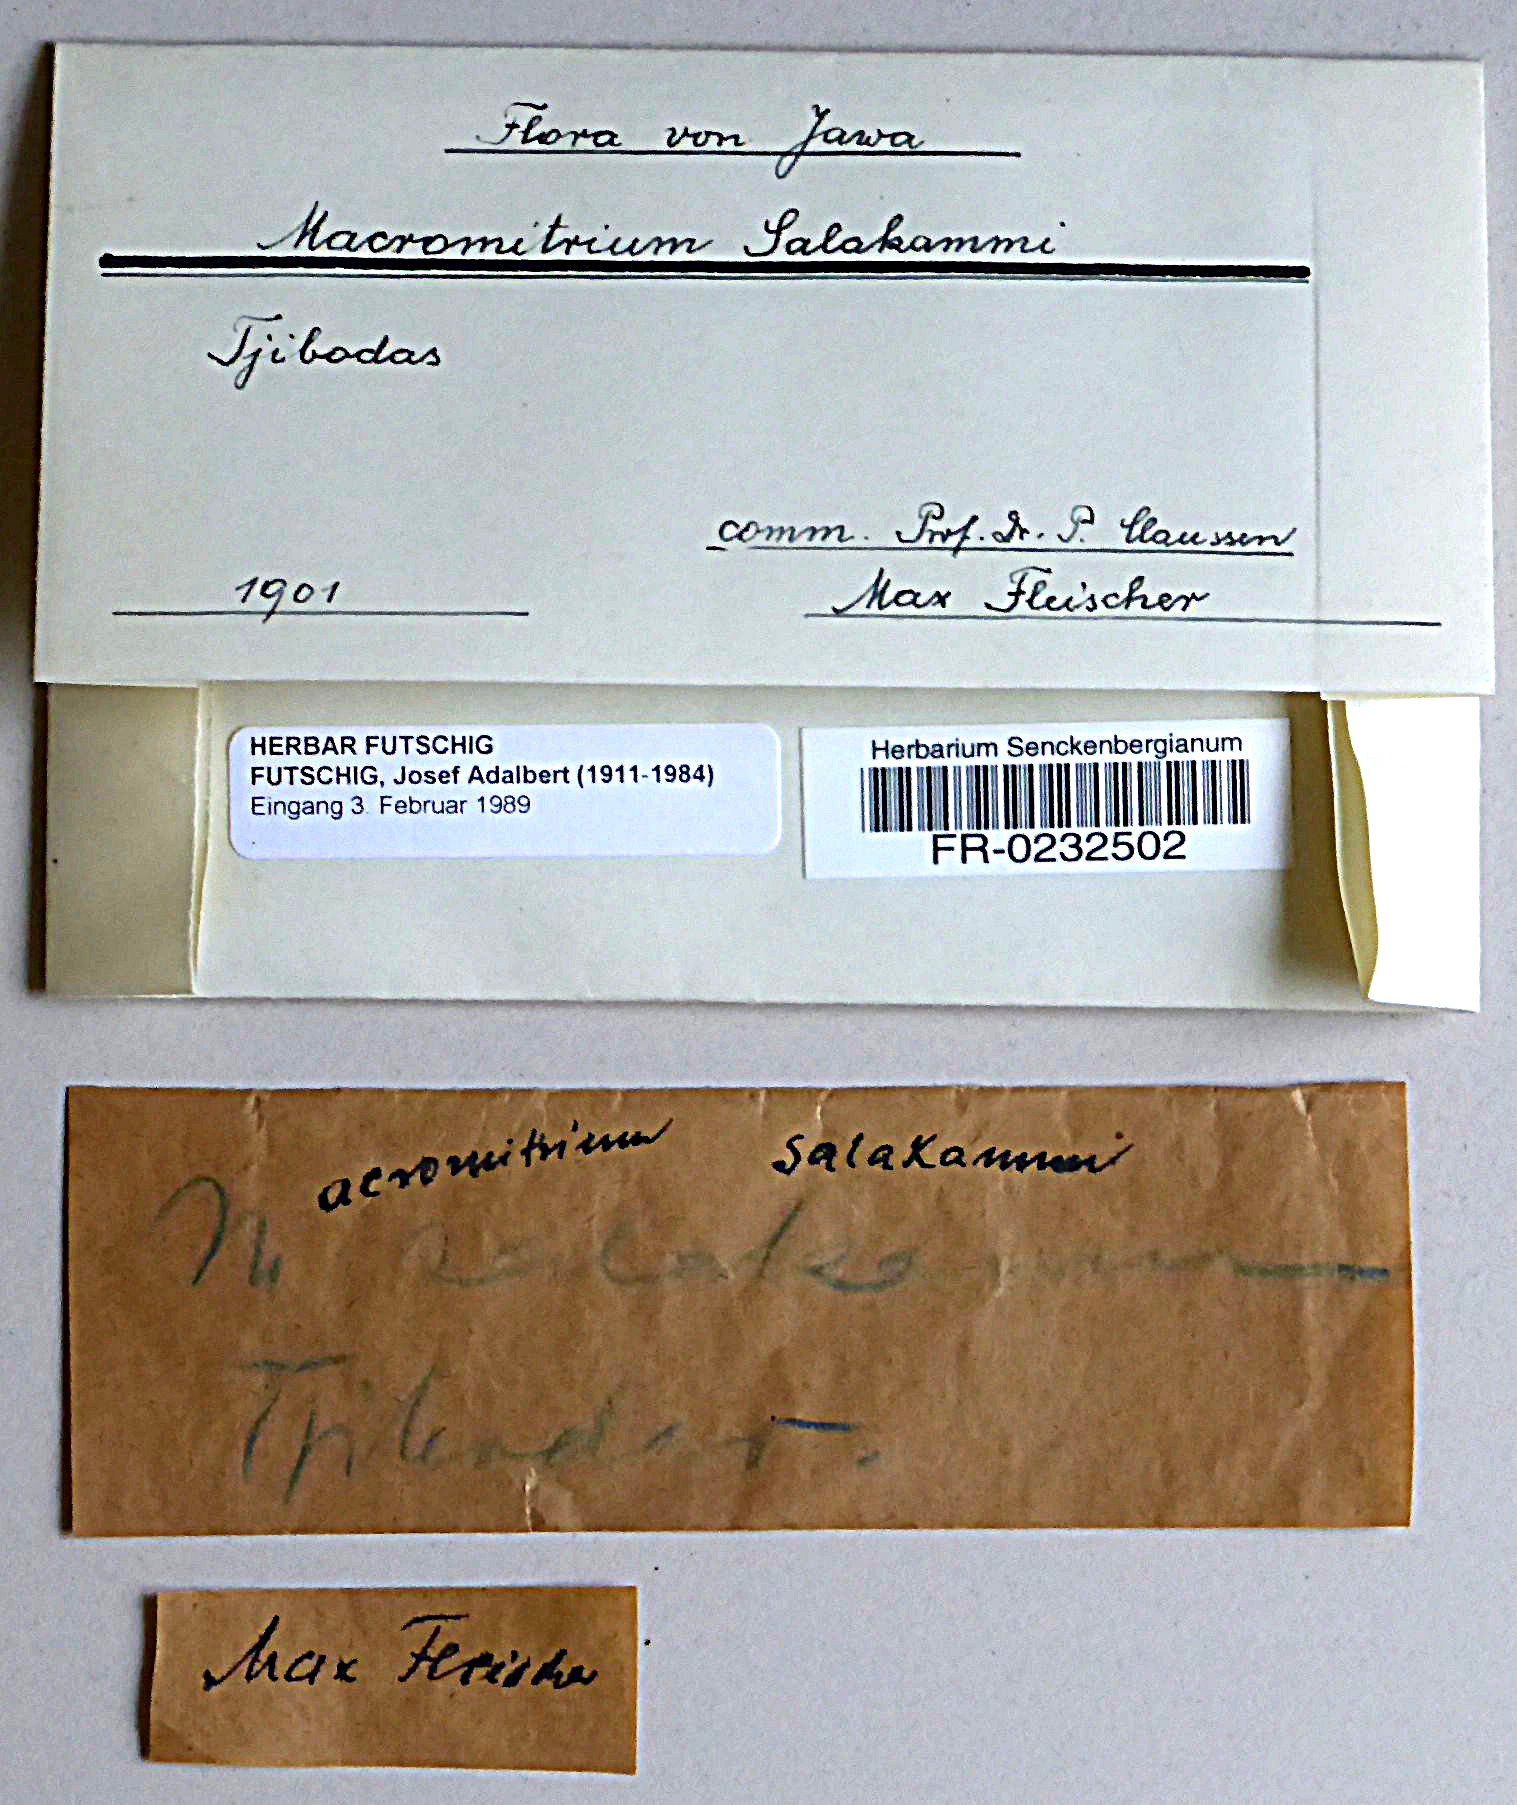 Flora von Jawa
Macromitrium Salakammi
Tjibodas
comm. Prof. Dr. P. Claussen
1901 Max Fleischer
HERBAR FUTSCHIG
FUTSCHIG, Josef Adalbert (1911-1984)
Eingang 3. Februar 1989
Herbarium Senckenbergianum
FR-0232502
acromitrium salakammi
M
Tjibodas.
Max Fleischer